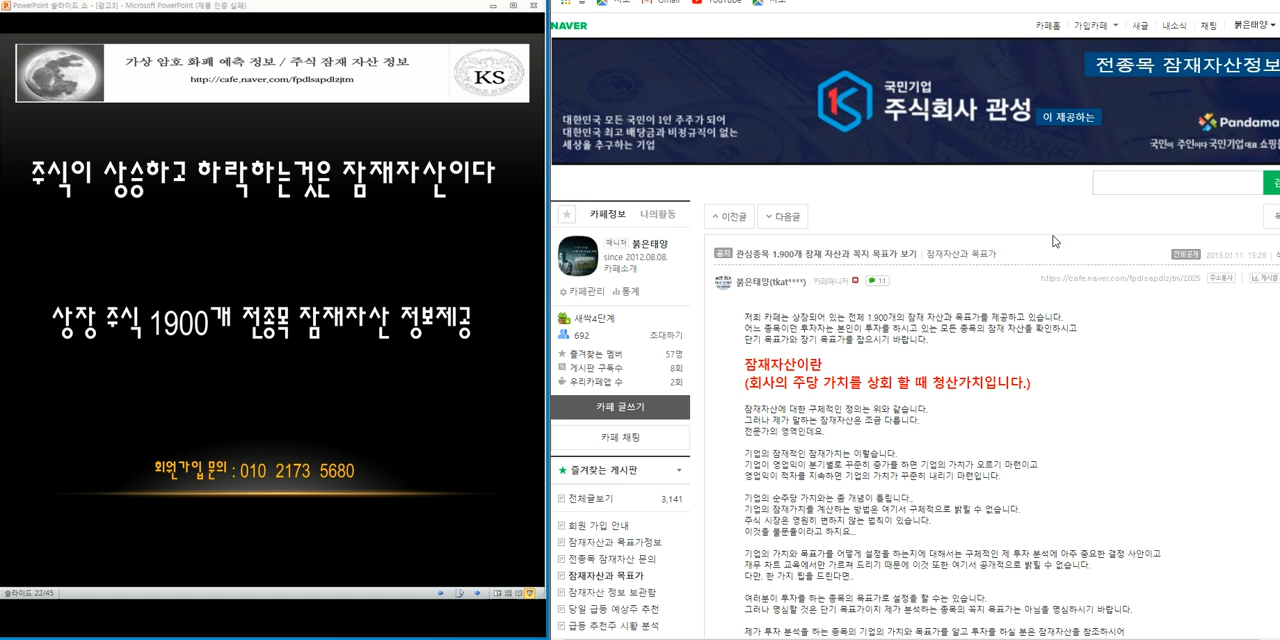 PowerPoint 슬라이드 쇼 - [광고3] - Microsoft PowerPoint (제품 인증 실패)
가상 암호 화폐 예측 정보 / 주식 잠재 자산 정보
http://cafe.naver.com/fpdlsapdlzjtm
KS
주식이 상승하고 하락하는것은 잠재자산이다
상장 주식 1900개 전종목 잠재자산 정보제공
회원가입 문의 : 010 2173 5680
슬라이드 22/45
지도
Gmail
YouTube
지도
NAVER
카페홈
가입카페
새글
내소식
채팅
붉은태양
전종목 잠재자산정보
대한민국 모든 국민이 1인 주주가 되어
대한민국 최고 배당금과 비정규직이 없는
세상을 추구하는 기업
국민기업
주식회사 관성
이 제공하는
Pandama
국민이 주인이다 국민기업 대표 쇼핑몰
카페정보
나의활동
매니저 붉은태양
since 2012.08.08.
카페소개
카페관리
통계
새싹4단계
692
초대하기
즐겨찾는 멤버 57명
게시판 구독수 8회
우리카페앱 수 2회
카페 글쓰기
카페 채팅
즐겨찾는 게시판
전체글보기 3,141
회원 가입 안내
잠재자산과 목표가정보
전종목 잠재자산 문의
잠재자산과 목표가
잠재자산 정보 보관함
당일 급등 예상주 추천
급등 추천주 시황 분석
이전글
다음글
공지 관심종목 1.900개 잠재 자산과 꼭지 목표가 보기 | 잠재자산과 목표가
전체공개 2015.01.11. 15:28
붉은태양(tkat****) 카페매니저 11
https://cafe.naver.com/fpdlsapdlzjtm/2025 주소복사
저희 카페는 상장되어 있는 전체 1.900개의 잠재 자산과 목표가를 제공하고 있습니다.
어느 종목이던 투자자는 본인이 투자를 하시고 있는 모든 종목의 잠재 자산을 확인하시고
단기 목표가와 장기 목표가를 잡으시기 바랍니다.
잠재자산이란
(회사의 주당 가치를 상회 할 때 청산가치입니다.)
잠재자산에 대한 구체적인 정의는 위와 같습니다.
그러나 제가 말하는 잠재자산은 조금 다릅니다.
전문가의 영역인데요.
기업의 잠재적인 잠재가치는 이렇습니다.
기업이 영업익이 분기별로 꾸준히 증가를 하면 기업의 가치가 오르기 마련이고
영업익이 적자를 지속하면 기업의 가치가 꾸준히 내리기 마련입니다.
기업의 순주당 가치와는 좀 개념이 틀립니다.,
기업의 잠재가치를 계산하는 방법은 여기서 구체적으로 밝힐 수 없습니다.
주식 시장은 영원히 변하지 않는 법칙이 있습니다.
이것을 불문율이라고 하지요...
기업의 가치와 목표가를 어떻게 설정을 하는지에 대해서는 구체적인 제 투자 분석에 아주 중요한 결정 사안이고
재무 차트 교육에서만 가르쳐 드리기 때문에 이것 또한 여기서 공개적으로 밝힐 수 없습니다.
다만, 한 가지 팁을 드린다면..
여러분이 투자를 하는 종목의 목표가로 설정을 할 수는 있습니다.
그러나 명심할 것은 단기 목표가이지 제가 분석하는 종목의 꼭지 목표가는 아님을 명심하시기 바랍니다.
제가 투자 분석을 하는 종목의 기업의 가치와 목표가를 알고 투자를 하실 분은 잠재자산을 참조하시어